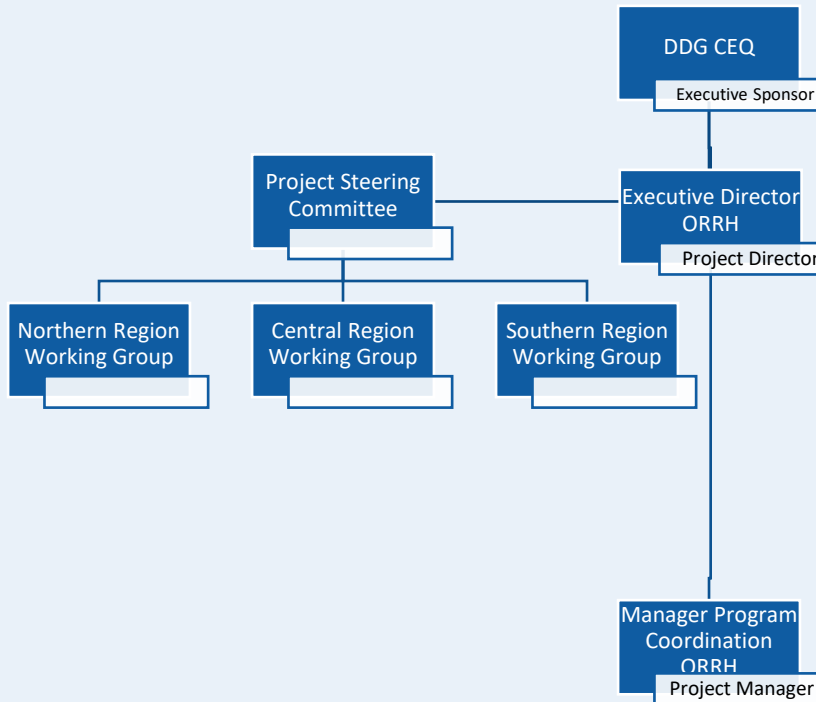 DDG CEQ
Executive Sponsor
Project Steering
Committee
Executive Director
ORRH
Project Director
Northern Region
Working Group
Central Region
Working Group
Southern Region
Working Group
Manager Program
Coordination
ORRH
Project Manager